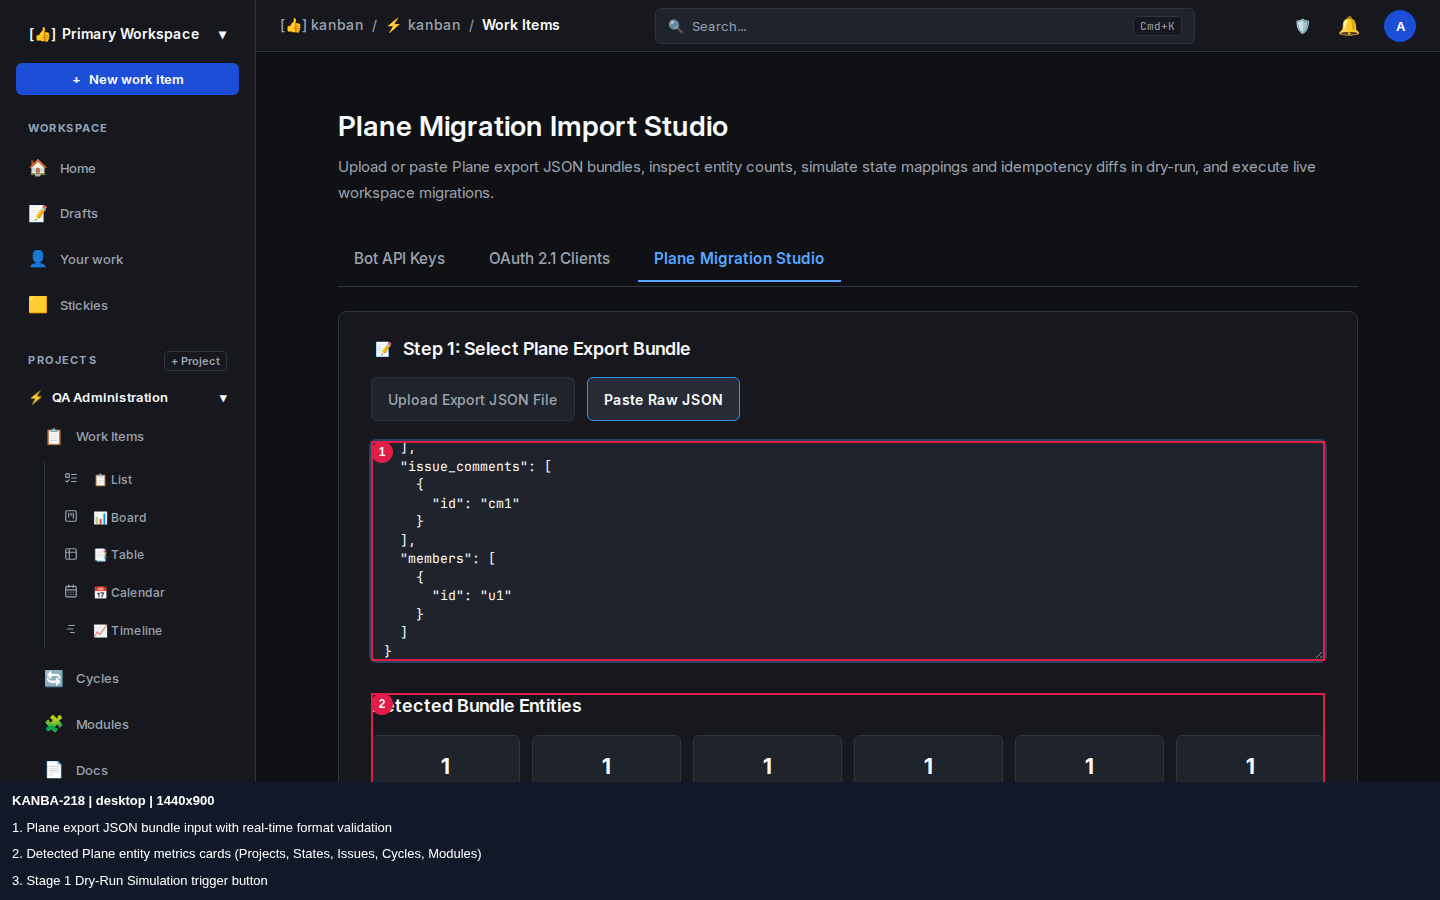 [👍] Primary Workspace ▼
+ New work item
WORKSPACE
🏠 Home
📝 Drafts
👤 Your work
🟨 Stickies
PROJECTS + Project
⚡ QA Administration ▼
📋 Work Items
📋 List
📊 Board
📑 Table
📅 Calendar
📈 Timeline
🔄 Cycles
🧩 Modules
📄 Docs
[👍] kanban / ⚡ kanban / Work Items
🔍 Search... Cmd+K
🛡️ 🔔 A
Plane Migration Import Studio
Upload or paste Plane export JSON bundles, inspect entity counts, simulate state mappings and idempotency diffs in dry-run, and execute live
workspace migrations.
Bot API Keys OAuth 2.1 Clients Plane Migration Studio
📝 Step 1: Select Plane Export Bundle
Upload Export JSON File Paste Raw JSON
1
],
"issue_comments": [
{
"id": "cm1"
}
],
"members": [
{
"id": "u1"
}
]
}
2
etected Bundle Entities
1 1 1 1 1 1
KANBA-218 | desktop | 1440x900
1. Plane export JSON bundle input with real-time format validation
2. Detected Plane entity metrics cards (Projects, States, Issues, Cycles, Modules)
3. Stage 1 Dry-Run Simulation trigger button